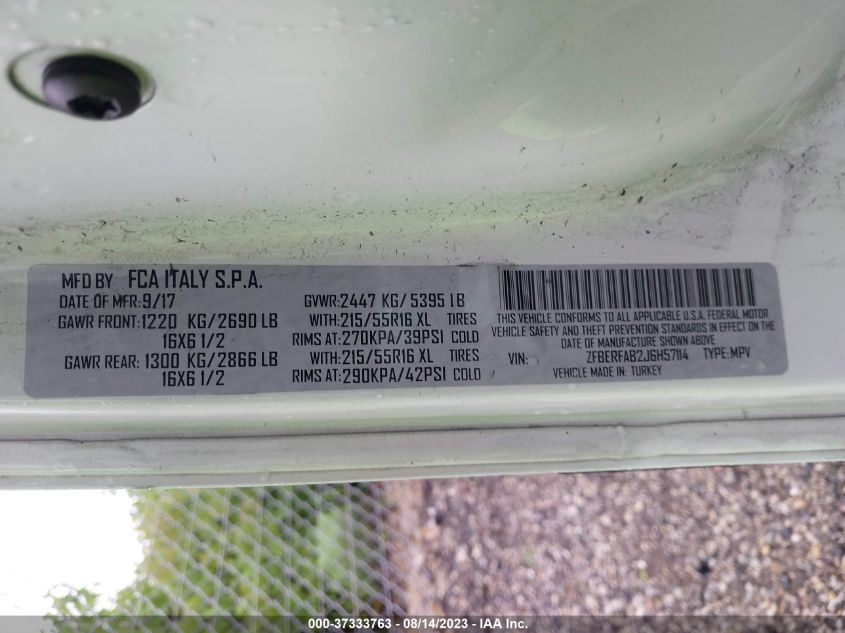 MFD BY FCA ITALY S.P.A.
DATE OF MFR: 9/17 GVWR: 2447 KG/5395 LB
GAWR FRONT: 1220 KG/2690 LB WITH: 215/55R16 XL TIRES
16X6 1/2 RIMS AT: 270KPA/39PSI COLD
GAWR REAR: 1300 KG/2866 LB WITH: 215/55R16 XL TIRES
16X6 1/2 RIMS AT: 290KPA/42PSI COLD
THIS VEHICLE CONFORMS TO ALL APPLICABLE U.S.A. FEDERAL MOTOR
VEHICLE SAFETY AND THEFT PREVENTION STANDARDS IN EFFECT ON THE
DATE OF MANUFACTURE SHOWN ABOVE
VIN: ZFBERFAB2J6H57114 TYPE: MPV
VEHICLE MADE IN: TURKEY
000-37333763 - 08/14/2023 - IAA Inc.